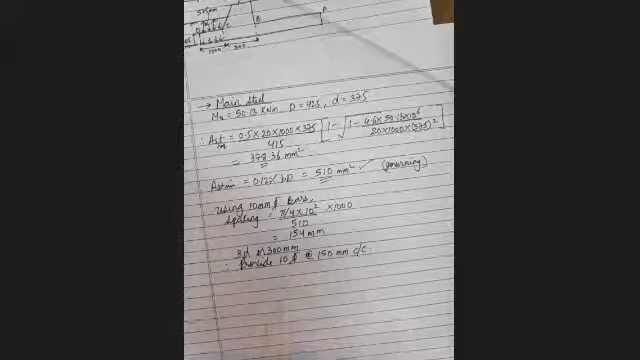 B
A
→ Main Steel
Mu = 50.13 KNm D = 425, d = 375
∴ Ast req = 0.5 x 20 x 1000 x 375 / 415 [1 - √(1 - 4.6 x 50.13 x 10⁶ / 20 x 1000 x (375)²)]
= 378.36 mm²
Astmin = 0.12% bD = 510 mm² ✓ (governing)
using 10mm ϕ Bars,
Spacing = π/4 x 10² x 1000 / 510
= 154 mm
3d or 300mm
∴ Provide 10 ϕ @ 150 mm c/c.